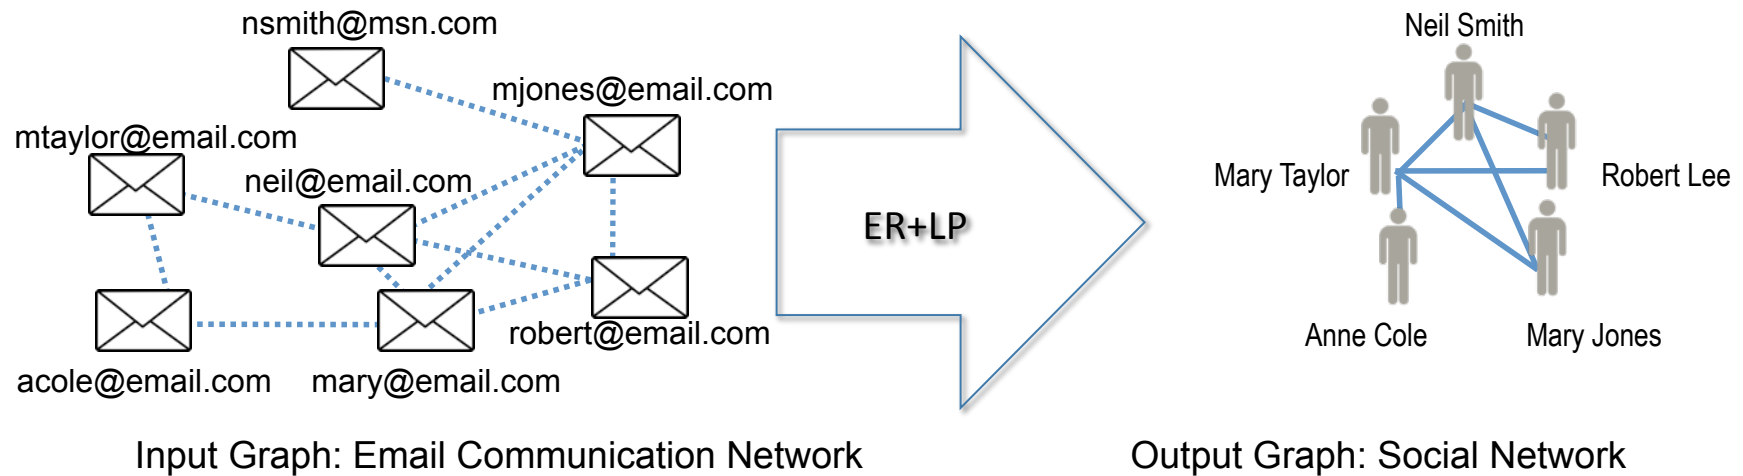 nsmith@msn.com
mjones@email.com
mtaylor@email.com
neil@email.com
robert@email.com
acole@email.com
mary@email.com
Input Graph: Email Communication Network
ER+LP
Neil Smith
Mary Taylor
Robert Lee
Anne Cole
Mary Jones
Output Graph: Social Network